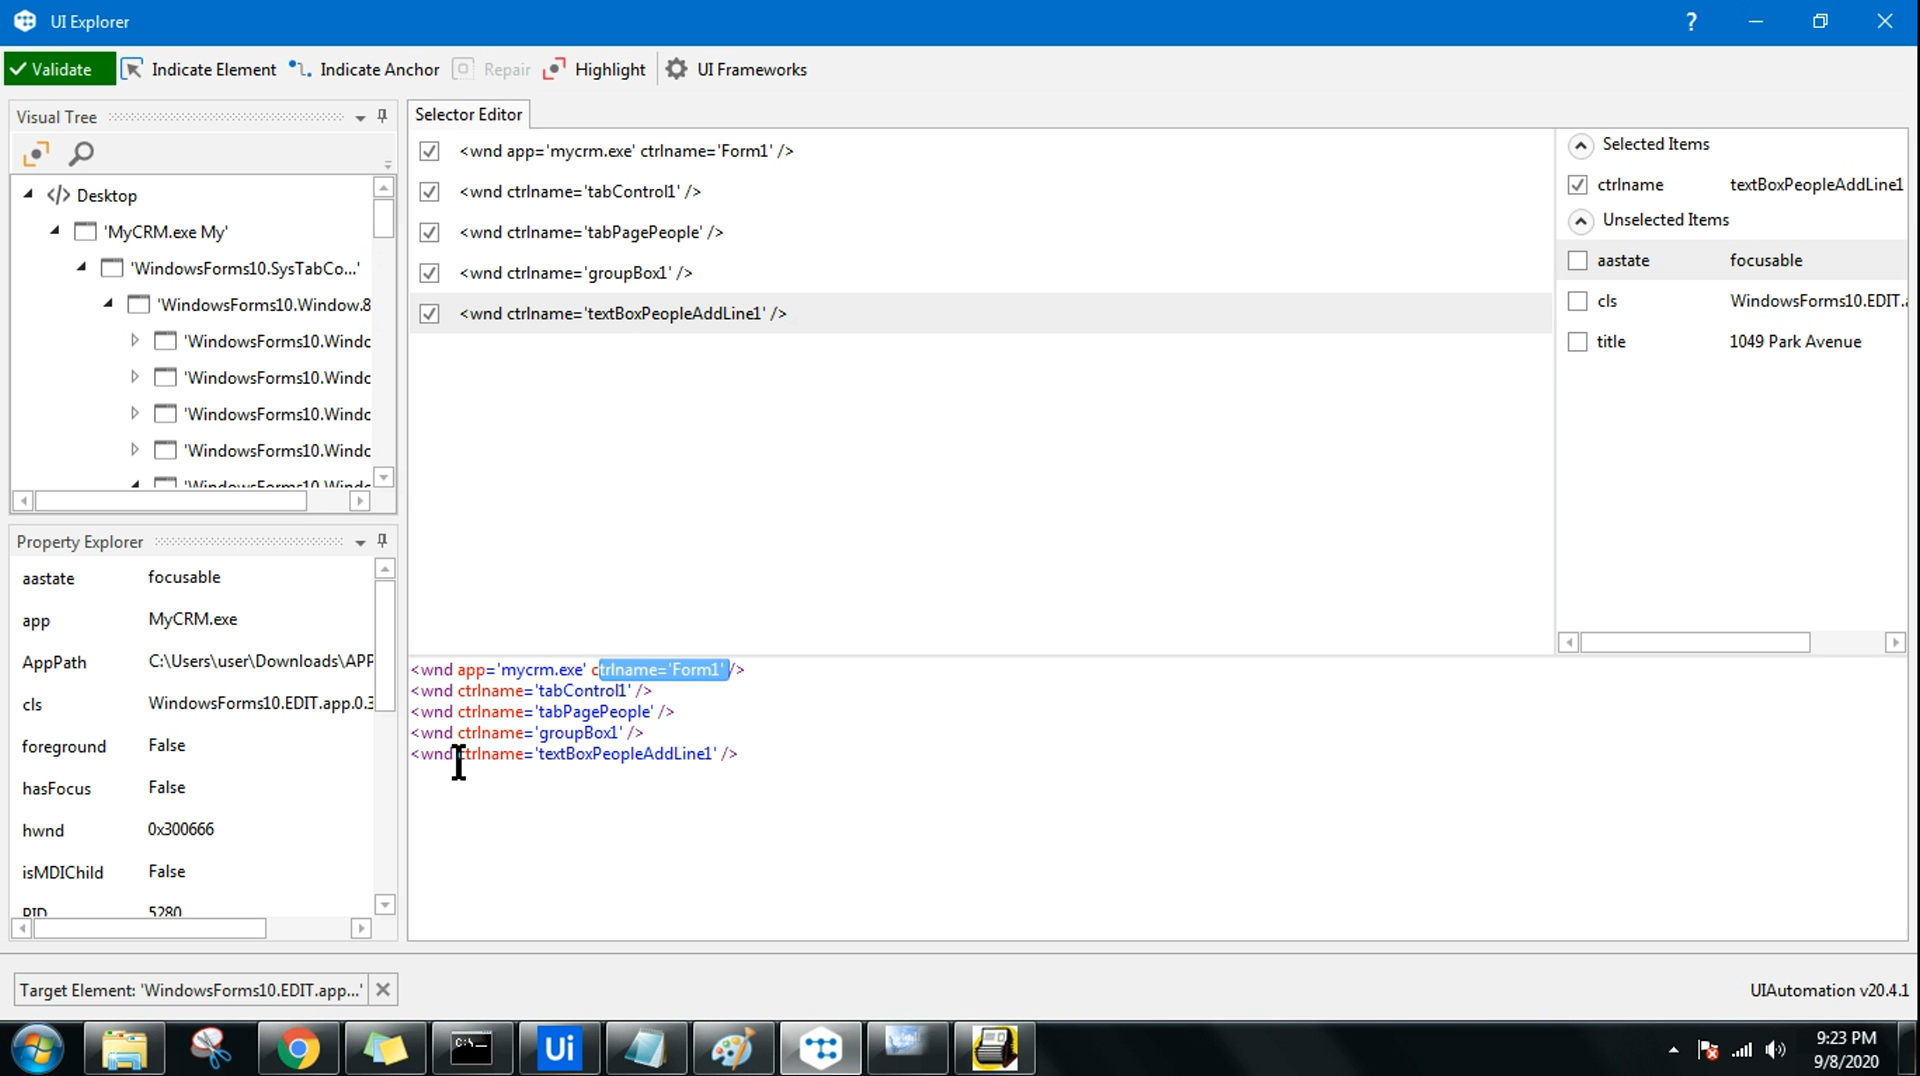 UI Explorer
?
Validate
Indicate Element
Indicate Anchor
Repair
Highlight
UI Frameworks
Visual Tree
</> Desktop
'MyCRM.exe My'
'WindowsForms10.SysTabCo...'
'WindowsForms10.Window.8
'WindowsForms10.Windc
'WindowsForms10.Windc
'WindowsForms10.Windc
'WindowsForms10.Windc
'WindowsForms10.Windc
Selector Editor
<wnd app='mycrm.exe' ctrlname='Form1' />
<wnd ctrlname='tabControl1' />
<wnd ctrlname='tabPagePeople' />
<wnd ctrlname='groupBox1' />
<wnd ctrlname='textBoxPeopleAddLine1' />
Selected Items
ctrlname textBoxPeopleAddLine1
Unselected Items
aastate focusable
cls WindowsForms10.EDIT.a
title 1049 Park Avenue
Property Explorer
aastate focusable
app MyCRM.exe
AppPath C:\Users\user\Downloads\APP
cls WindowsForms10.EDIT.app.0.3
foreground False
hasFocus False
hwnd 0x300666
isMDIChild False
PID 5280
<wnd app='mycrm.exe' ctrlname='Form1' />
<wnd ctrlname='tabControl1' />
<wnd ctrlname='tabPagePeople' />
<wnd ctrlname='groupBox1' />
<wnd ctrlname='textBoxPeopleAddLine1' />
Target Element: 'WindowsForms10.EDIT.app...'
UIAutomation v20.4.1
C:\._
Ui
9:23 PM
9/8/2020